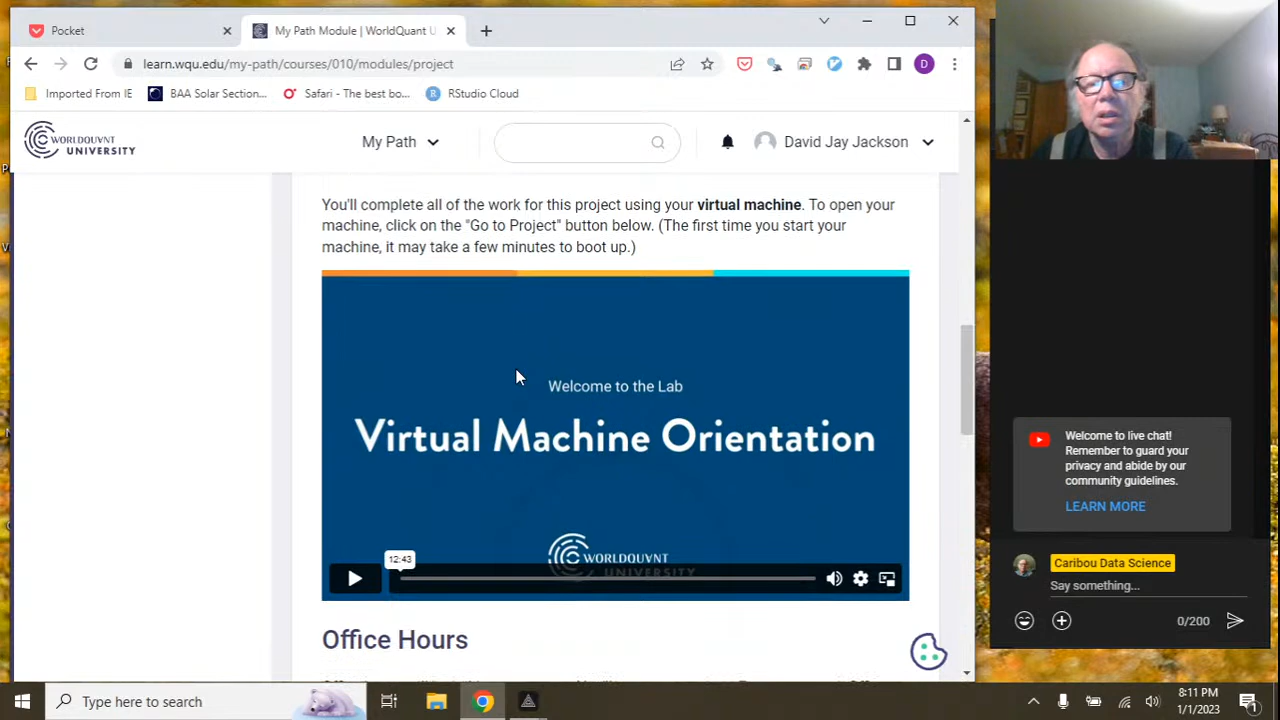 Pocket
My Path Module | WorldQuant U
learn.wqu.edu/my-path/courses/010/modules/project
D
Imported From IE
BAA Solar Section...
Safari - The best bo...
RStudio Cloud
WORLDQUANT
UNIVERSITY
My Path
David Jay Jackson
You'll complete all of the work for this project using your virtual machine. To open your
machine, click on the "Go to Project" button below. (The first time you start your
machine, it may take a few minutes to boot up.)
Welcome to the Lab
Virtual Machine Orientation
WORLDQUANT
UNIVERSITY
12:43
Office Hours
Welcome to live chat!
Remember to guard your
privacy and abide by our
community guidelines.
LEARN MORE
Caribou Data Science
Say something...
0/200
Type here to search
8:11 PM
1/1/2023
1